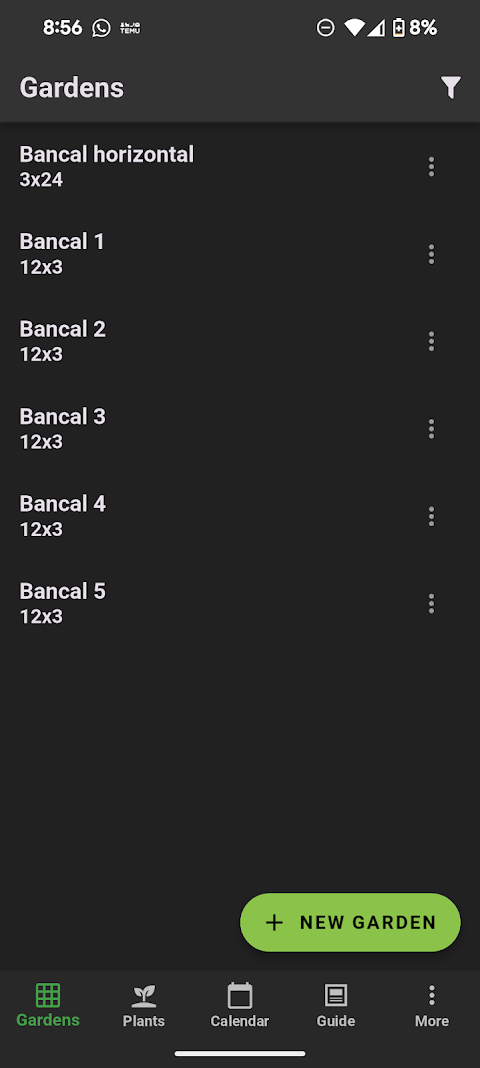 8:56
TEMU
8%
Gardens
Bancal horizontal
3x24
Bancal 1
12x3
Bancal 2
12x3
Bancal 3
12x3
Bancal 4
12x3
Bancal 5
12x3
+ NEW GARDEN
Gardens
Plants
Calendar
Guide
More